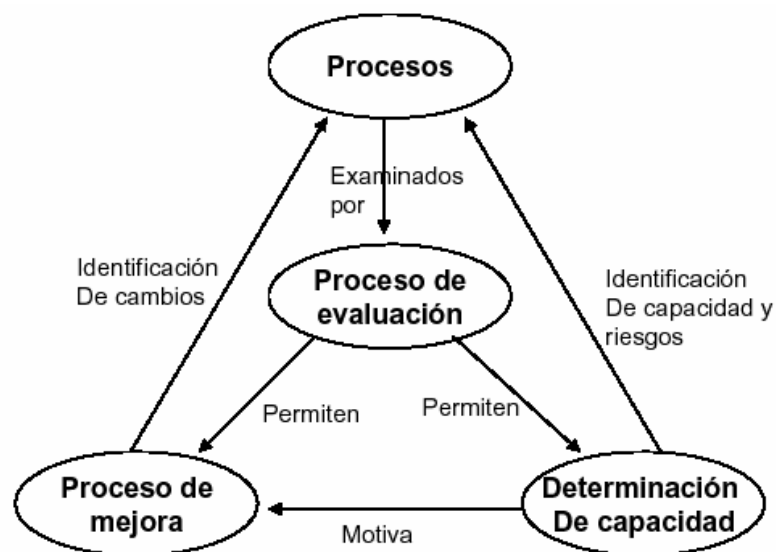 Procesos
Examinados
por
Identificación
De cambios
Proceso de
evaluación
Identificación
De capacidad y
riesgos
Permiten
Permiten
Proceso de
mejora
Determinación
De capacidad
Motiva